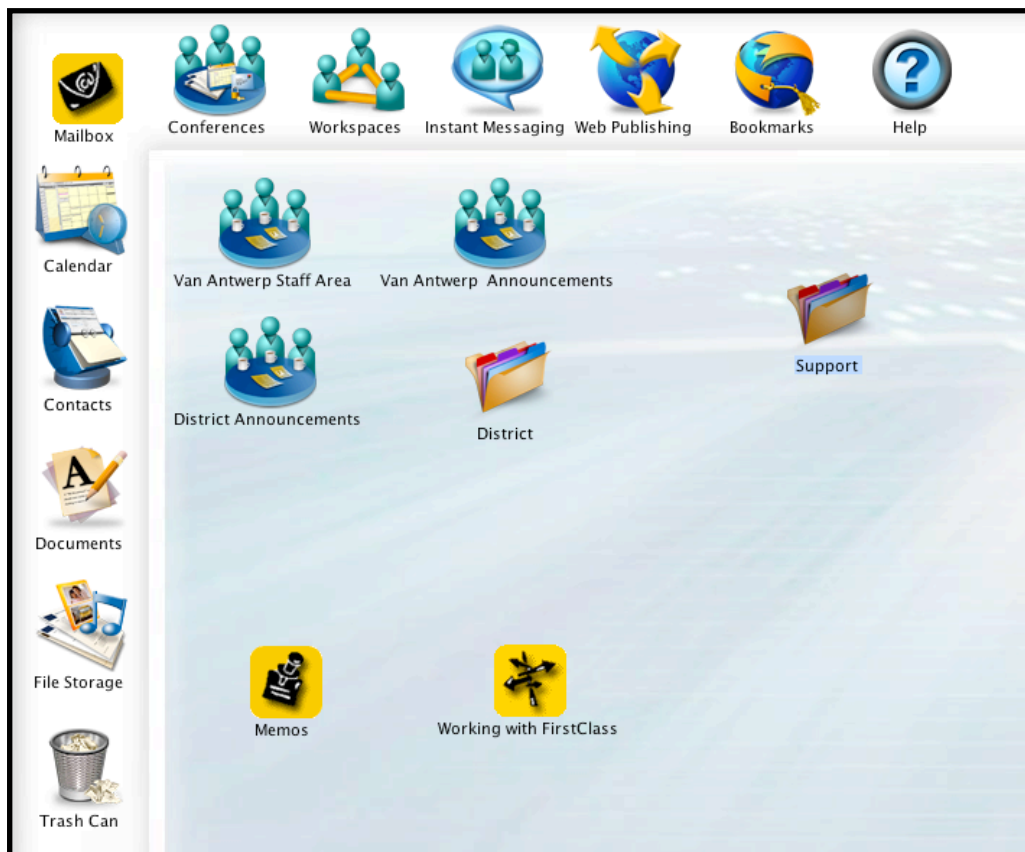 Mailbox
Conferences
Workspaces
Instant Messaging
Web Publishing
Bookmarks
Help
Calendar
Contacts
Documents
File Storage
Trash Can
Van Antwerp Staff Area
Van Antwerp  Announcements
Support
District Announcements
District
Memos
Working with FirstClass